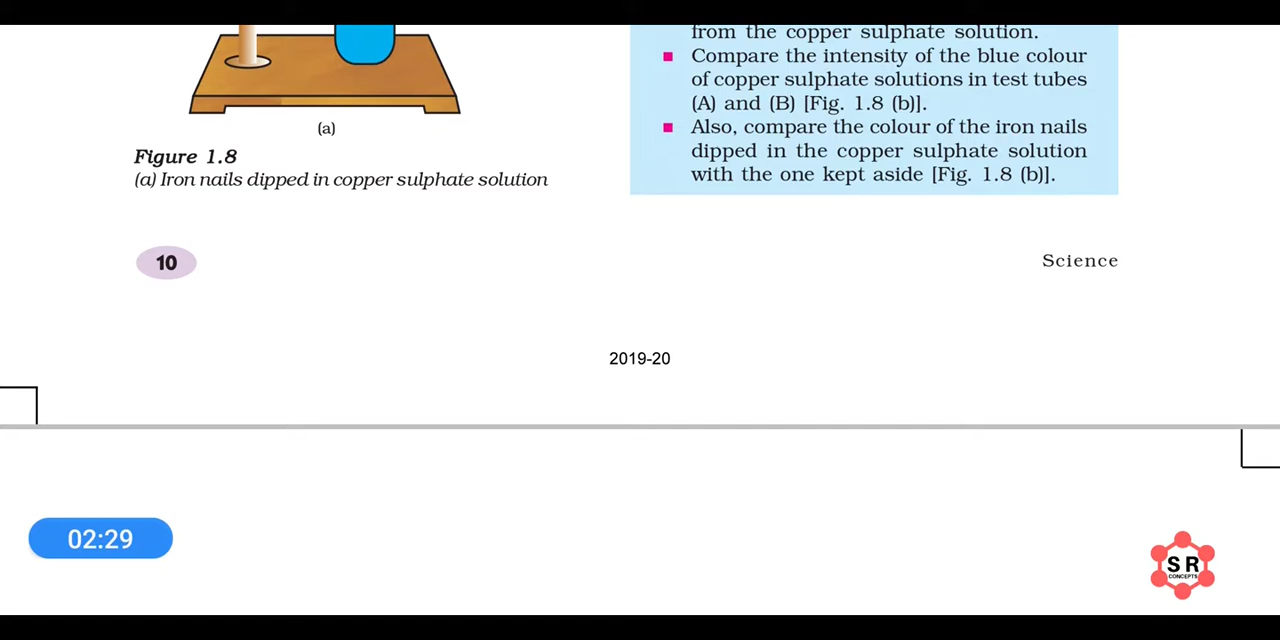 from the copper sulphate solution.
■ Compare the intensity of the blue colour
of copper sulphate solutions in test tubes
(A) and (B) [Fig. 1.8 (b)].
■ Also, compare the colour of the iron nails
dipped in the copper sulphate solution
with the one kept aside [Fig. 1.8 (b)].
(a)
Figure 1.8
(a) Iron nails dipped in copper sulphate solution
10
Science
2019-20
02:29
S R
CONCEPTS